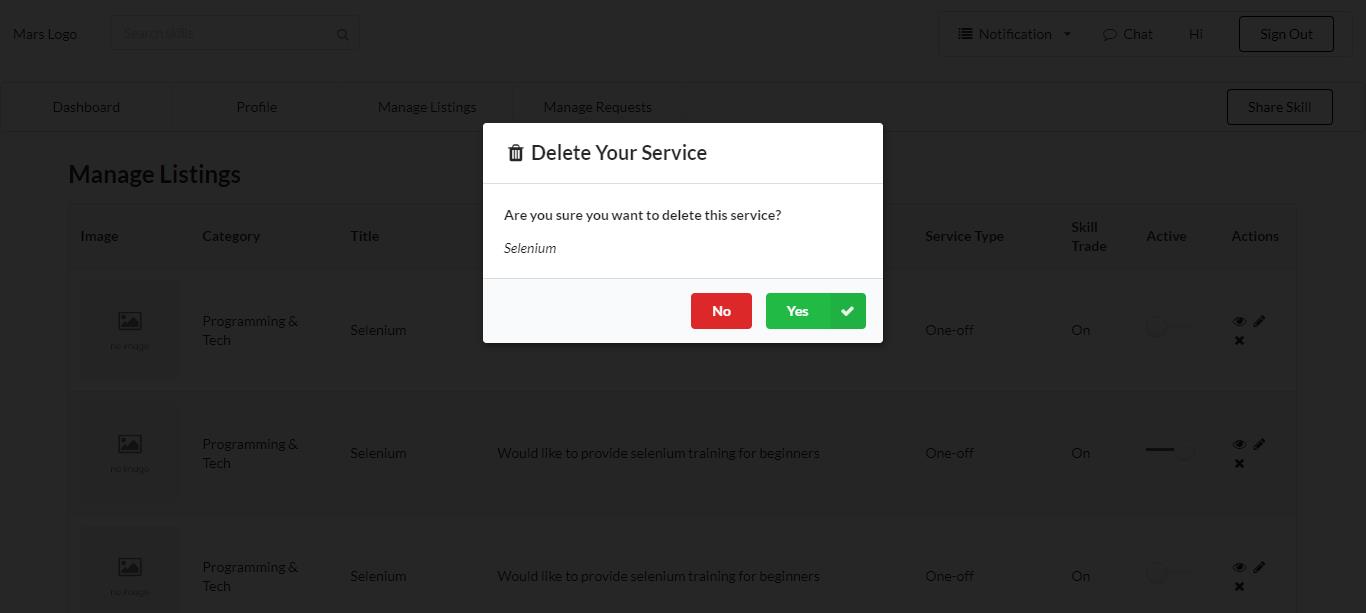 Mars Logo
Search skills
Notification
Chat
Hi
Sign Out
Dashboard
Profile
Manage Listings
Manage Requests
Share Skill
Delete Your Service
Are you sure you want to delete this service?
Selenium
No
Yes
Manage Listings
Image
Category
Title
Service Type
Skill
Trade
Active
Actions
no image
Programming &
Tech
Selenium
One-off
On
no image
Programming &
Tech
Selenium
Would like to provide selenium training for beginners
One-off
On
no image
Programming &
Tech
Selenium
Would like to provide selenium training for beginners
One-off
On